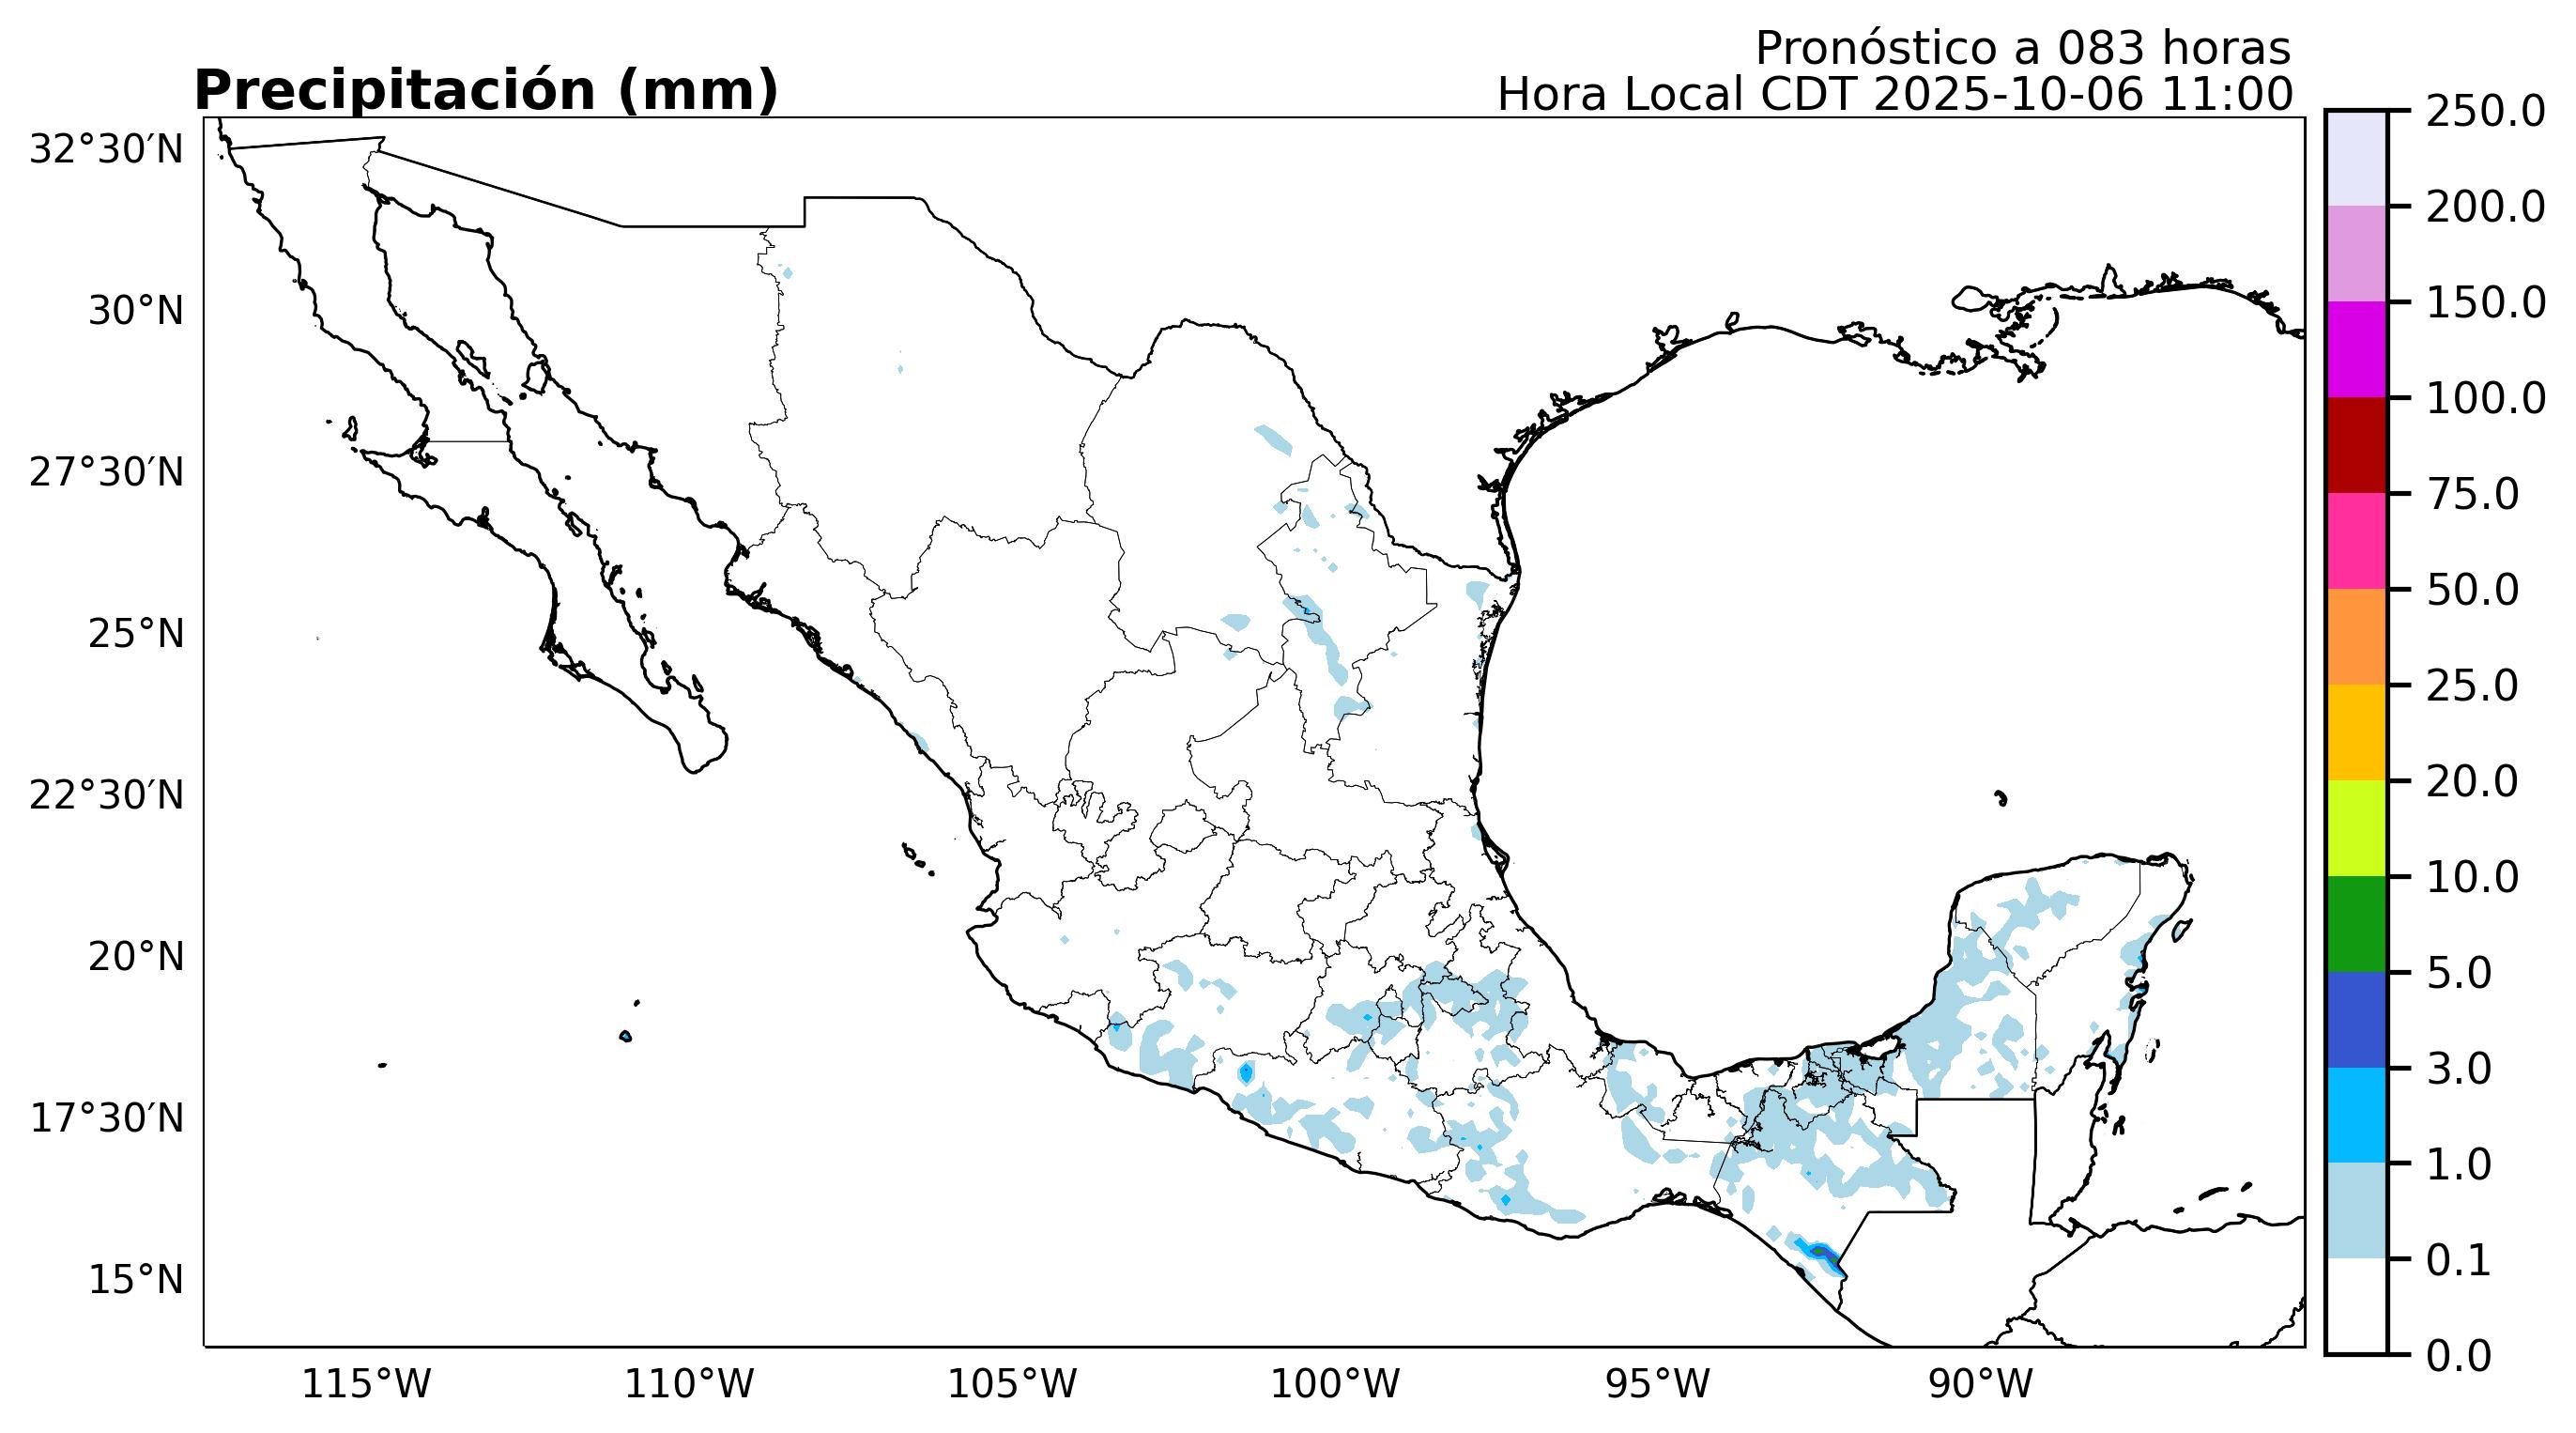 Pronóstico a 083 horas
Precipitación (mm)
Hora Local CDT 2025-10-06 11:00
32°30′N
30°N
27°30′N
25°N
22°30′N
20°N
17°30′N
15°N
115°W
110°W
105°W
100°W
95°W
90°W
250.0
200.0
150.0
100.0
75.0
50.0
25.0
20.0
10.0
5.0
3.0
1.0
0.1
0.0